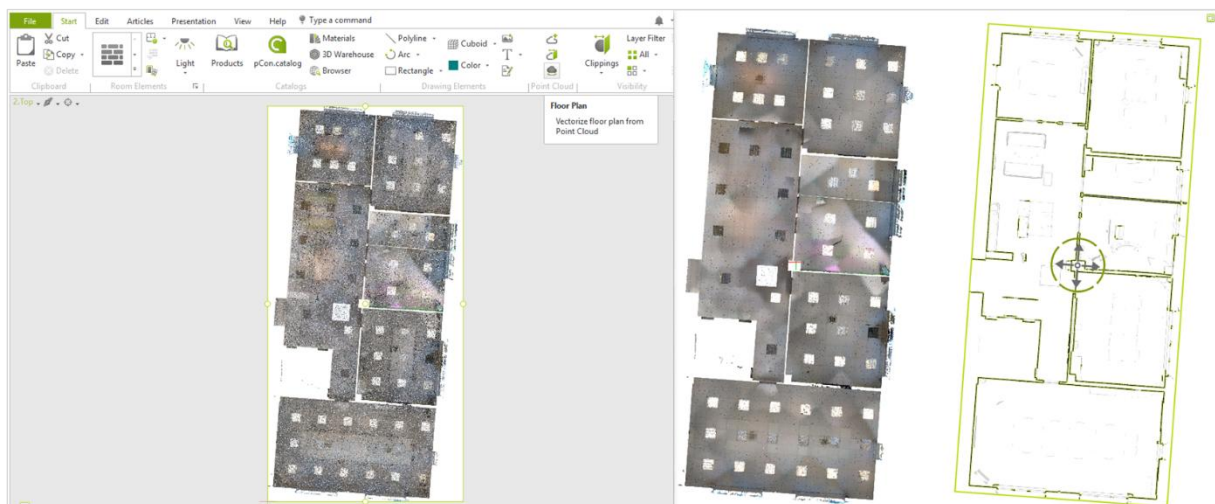 File Start Edit Articles Presentation View Help Type a command
Paste
Cut
Copy
Delete
Clipboard
Room Elements
Light
Products
pCon.catalog
Materials
3D Warehouse
Browser
Catalogs
Polyline
Arc
Rectangle
Cuboid
Color
T
Drawing Elements
Point Cloud
Clippings
Layer Filter
All
Visibility
2.Top
Floor Plan
Vectorize floor plan from
Point Cloud